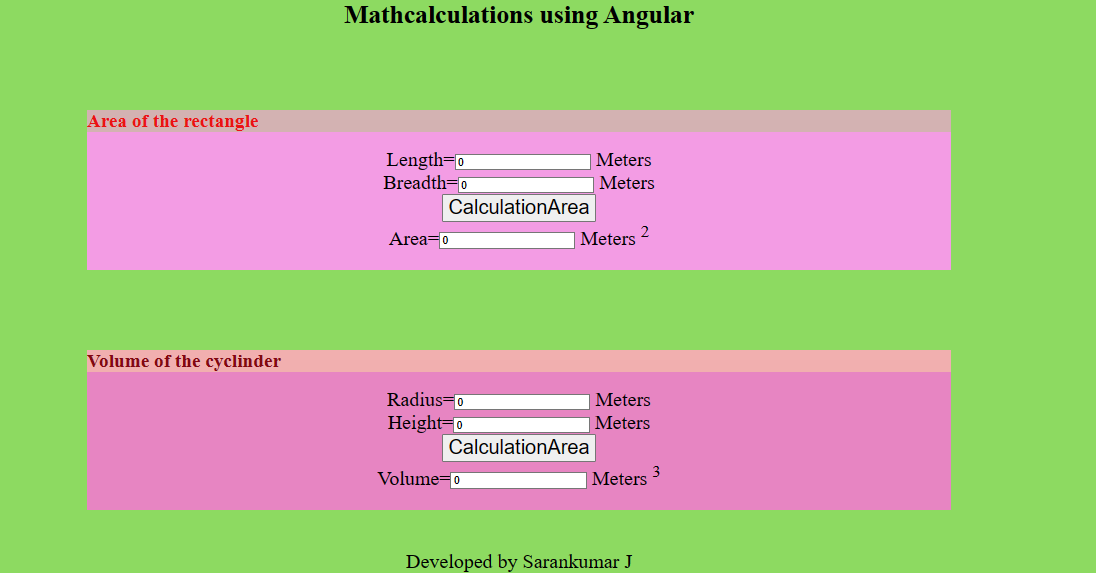 Mathcalculations using Angular
Area of the rectangle
Length=0 Meters
Breadth=0 Meters
CalculationArea
Area=0 Meters 2
Volume of the cyclinder
Radius=0 Meters
Height=0 Meters
CalculationArea
Volume=0 Meters 3
Developed by Sarankumar J